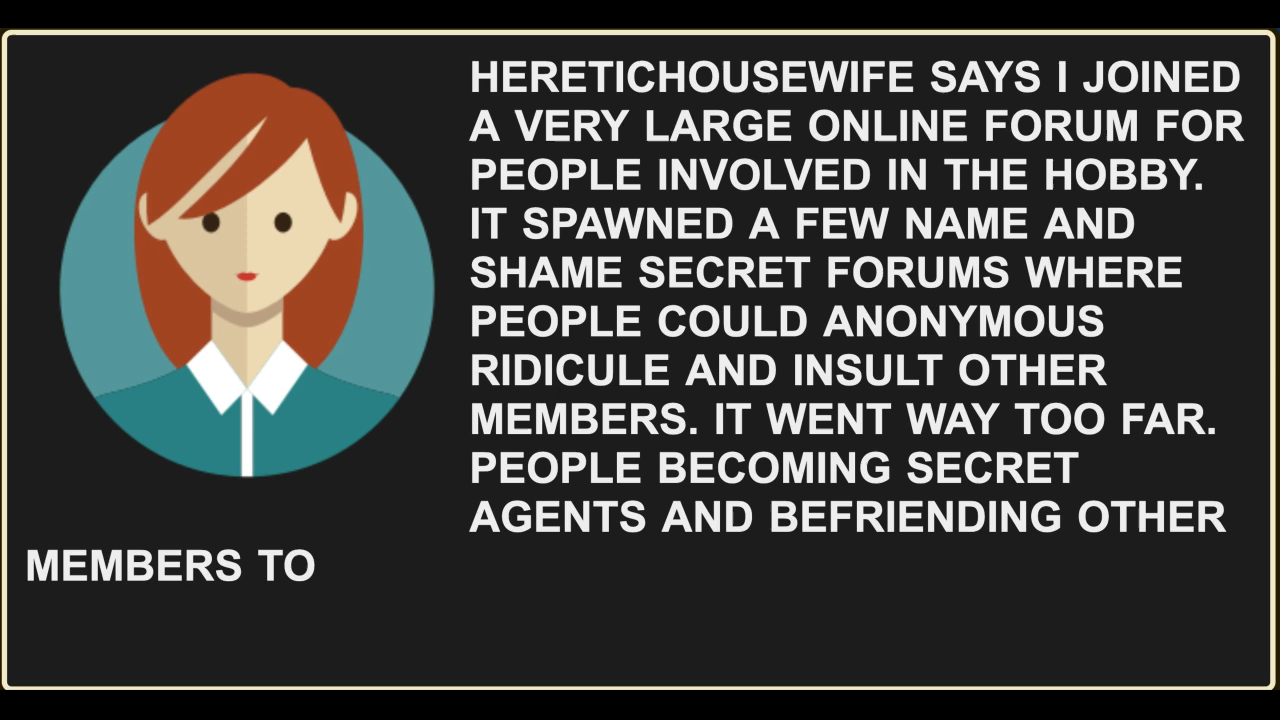 HERETICHOUSEWIFE SAYS I JOINED
A VERY LARGE ONLINE FORUM FOR
PEOPLE INVOLVED IN THE HOBBY.
IT SPAWNED A FEW NAME AND
SHAME SECRET FORUMS WHERE
PEOPLE COULD ANONYMOUS
RIDICULE AND INSULT OTHER
MEMBERS. IT WENT WAY TOO FAR.
PEOPLE BECOMING SECRET
AGENTS AND BEFRIENDING OTHER
MEMBERS TO